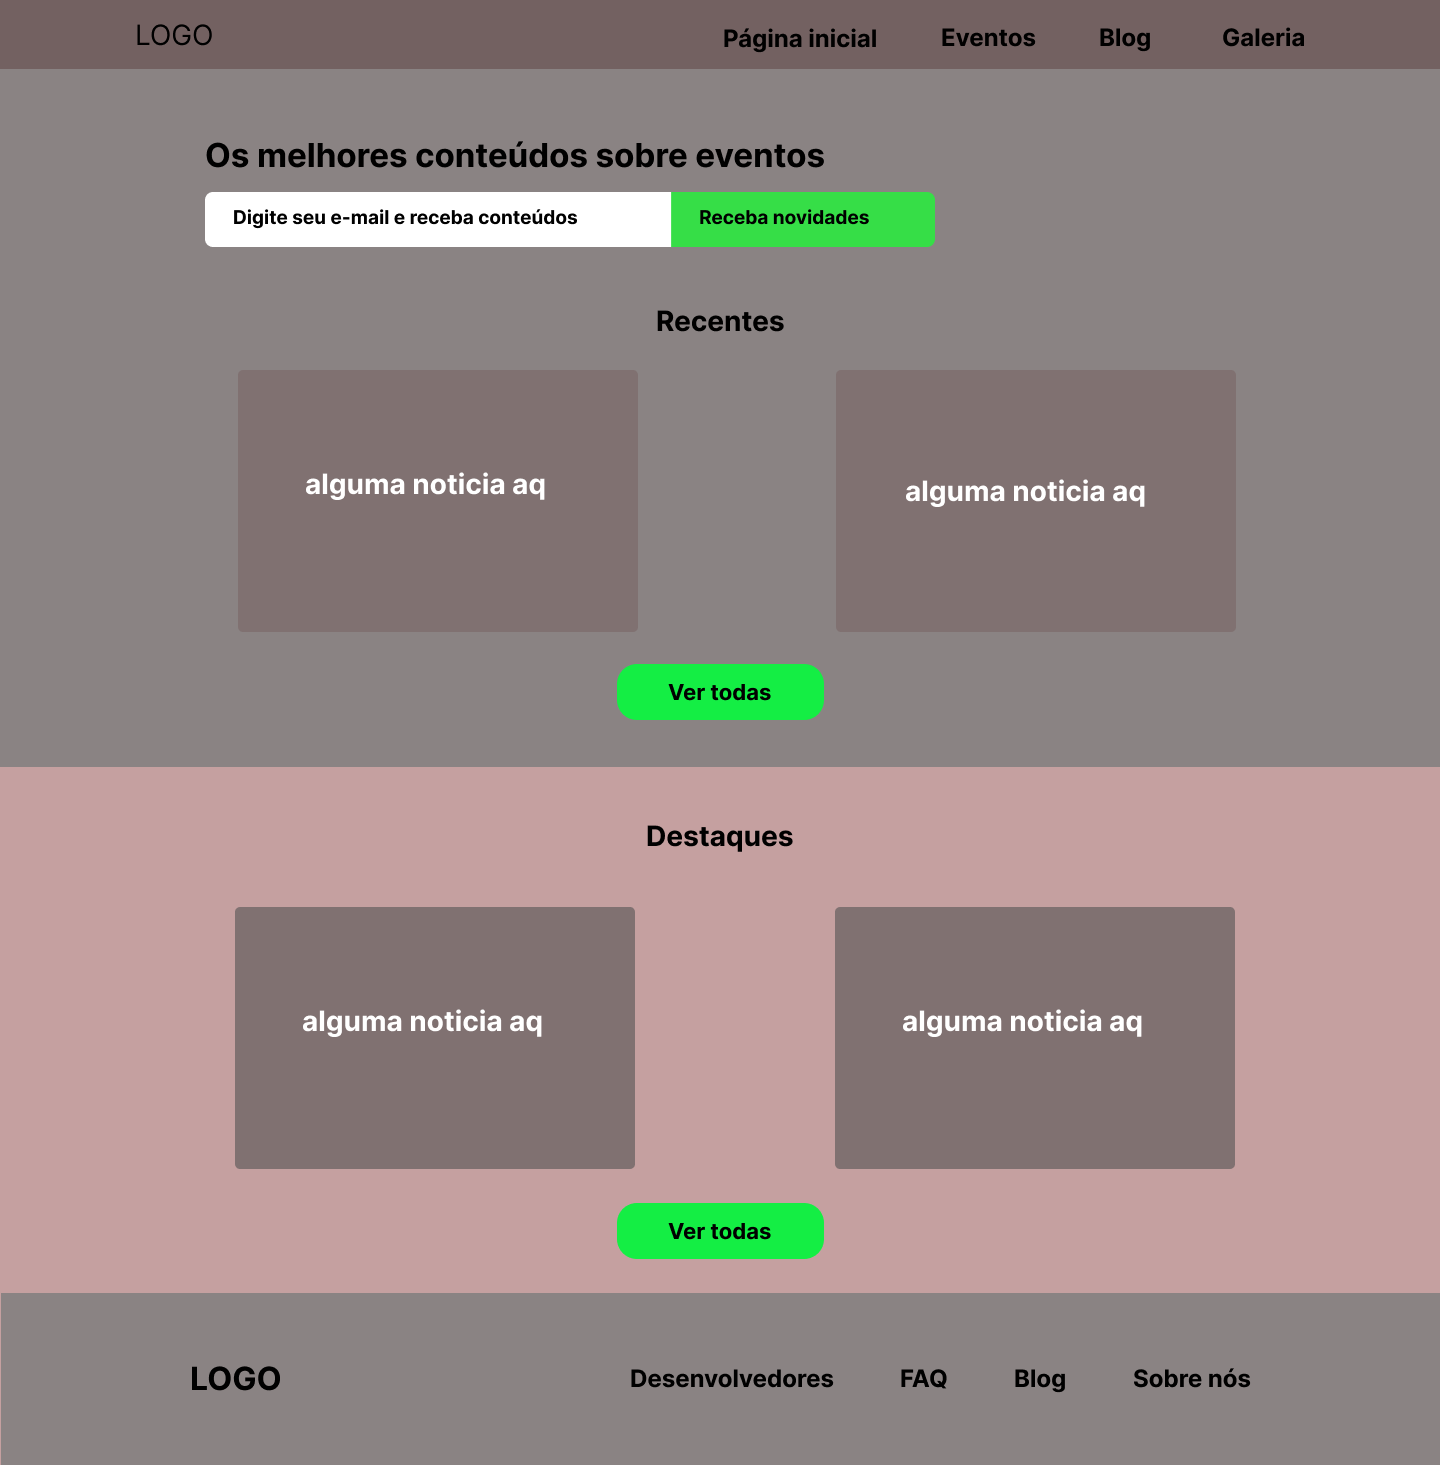 LOGO
Página inicial Eventos Blog Galeria
Os melhores conteúdos sobre eventos
Digite seu e-mail e receba conteúdos Receba novidades
Recentes
alguma noticia aq alguma noticia aq
Ver todas
Destaques
alguma noticia aq alguma noticia aq
Ver todas
LOGO
Desenvolvedores FAQ Blog Sobre nós